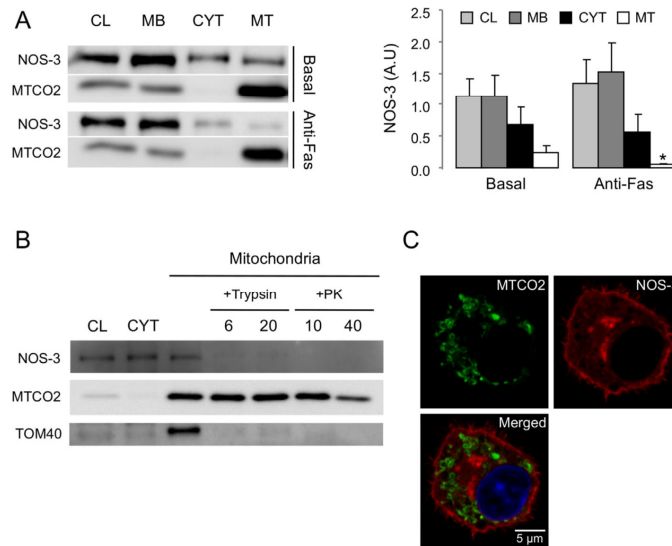 A
CL MB CYT MT
NOS-3
MTCO2
Basal
NOS-3
MTCO2
Anti-Fas
CL MB CYT MT
NOS-3 (A.U)
2.5
2.0
1.5
1.0
0.5
0.0
*
Basal Anti-Fas
B
Mitochondria
+Trypsin +PK
CL CYT 6 20 10 40
NOS-3
MTCO2
TOM40
C
MTCO2 NOS-
Merged
5 µm